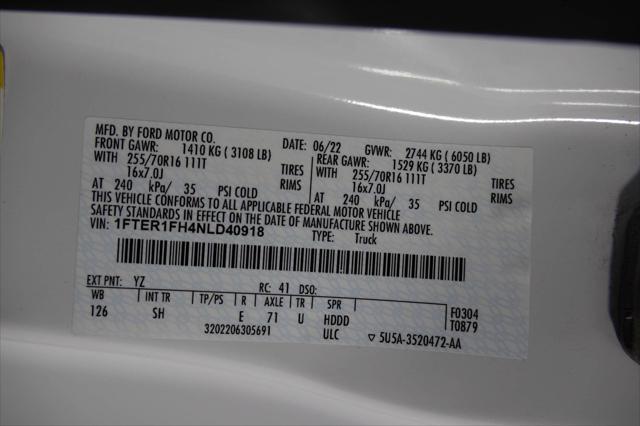 MFD. BY FORD MOTOR CO.
DATE: 06/22 GVWR: 2744 KG ( 6050 LB)
FRONT GAWR: 1410 KG ( 3108 LB) REAR GAWR: 1529 KG ( 3370 LB)
WITH 255/70R16 111T TIRES WITH 255/70R16 111T TIRES
16x7.0J RIMS 16x7.0J RIMS
AT 240 kPa/ 35 PSI COLD AT 240 kPa/ 35 PSI COLD
THIS VEHICLE CONFORMS TO ALL APPLICABLE FEDERAL MOTOR VEHICLE
SAFETY STANDARDS IN EFFECT ON THE DATE OF MANUFACTURE SHOWN ABOVE.
VIN: 1FTER1FH4NLD40918
TYPE: Truck
EXT PNT: YZ RC: 41 DSO:
WB INT TR TP/PS R AXLE TR SPR F0304
126 SH E 71 U HDDD T0879
3202206305691 ULC 5U5A-3520472-AA